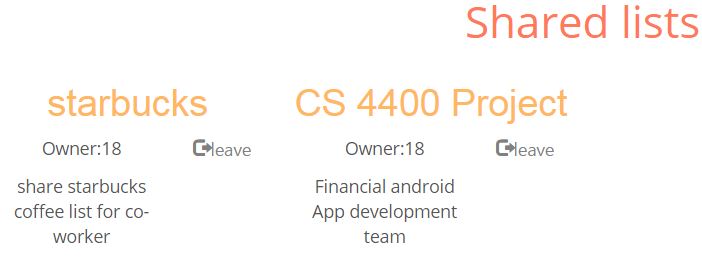 Shared lists
starbucks
Owner:18 leave
share starbucks
coffee list for co-
worker
CS 4400 Project
Owner:18 leave
Financial android
App development
team